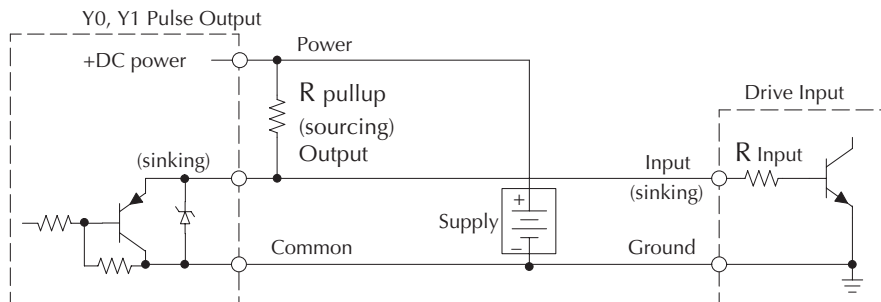 Y0, Y1 Pulse Output
+DC power
Power
R pullup
(sourcing)
Output
Drive Input
(sinking)
Input
(sinking)
R Input
+
Supply
–
Common
Ground